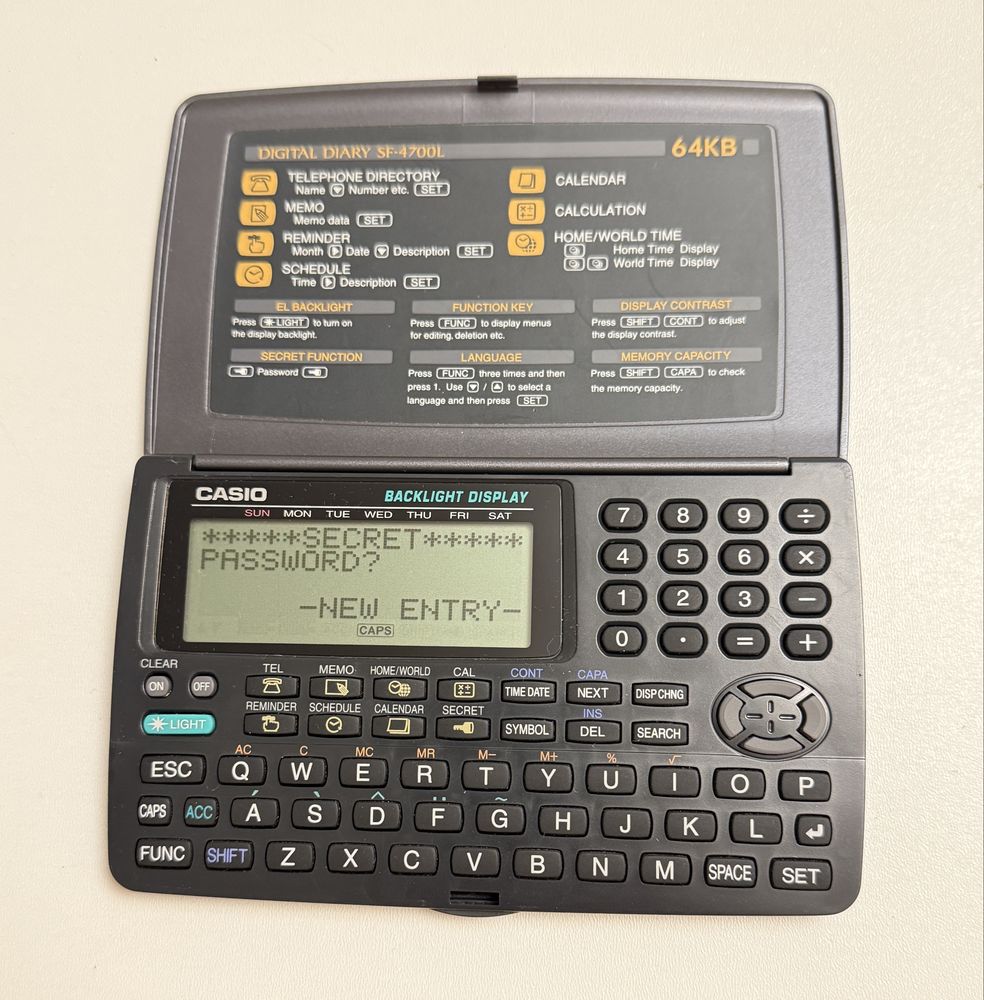 DIGITAL DIARY SF-4700L 64KB
TELEPHONE DIRECTORY
Name Number etc. SET
MEMO
Memo data SET
REMINDER
Month Date Description SET
SCHEDULE
Time Description SET
CALENDAR
CALCULATION
HOME/WORLD TIME
Home Time Display
World Time Display
EL BACKLIGHT
Press LIGHT to turn on
the display backlight.
FUNCTION KEY
Press FUNC to display menus
for editing, deletion etc.
DISPLAY CONTRAST
Press SHIFT CONT to adjust
the display contrast.
SECRET FUNCTION
Password
LANGUAGE
Press FUNC three times and then
press 1. Use / to select a
language and then press SET
MEMORY CAPACITY
Press SHIFT CAPA to check
the memory capacity.
CASIO BACKLIGHT DISPLAY
SUN MON TUE WED THU FRI SAT
*****SECRET*****
PASSWORD?
-NEW ENTRY-
CAPS
7 8 9 ÷
4 5 6 ×
1 2 3 −
0 · = +
CLEAR TEL MEMO HOME/WORLD CAL CONT CAPA
ON OFF TIME DATE NEXT DISP CHNG
REMINDER SCHEDULE CALENDAR SECRET INS
LIGHT SYMBOL DEL SEARCH
AC C MC MR M− M+ % √
ESC Q W E R T Y U I O P
´ ` ^ ¨ ~
CAPS ACC A S D F G H J K L ↵
FUNC SHIFT Z X C V B N M SPACE SET